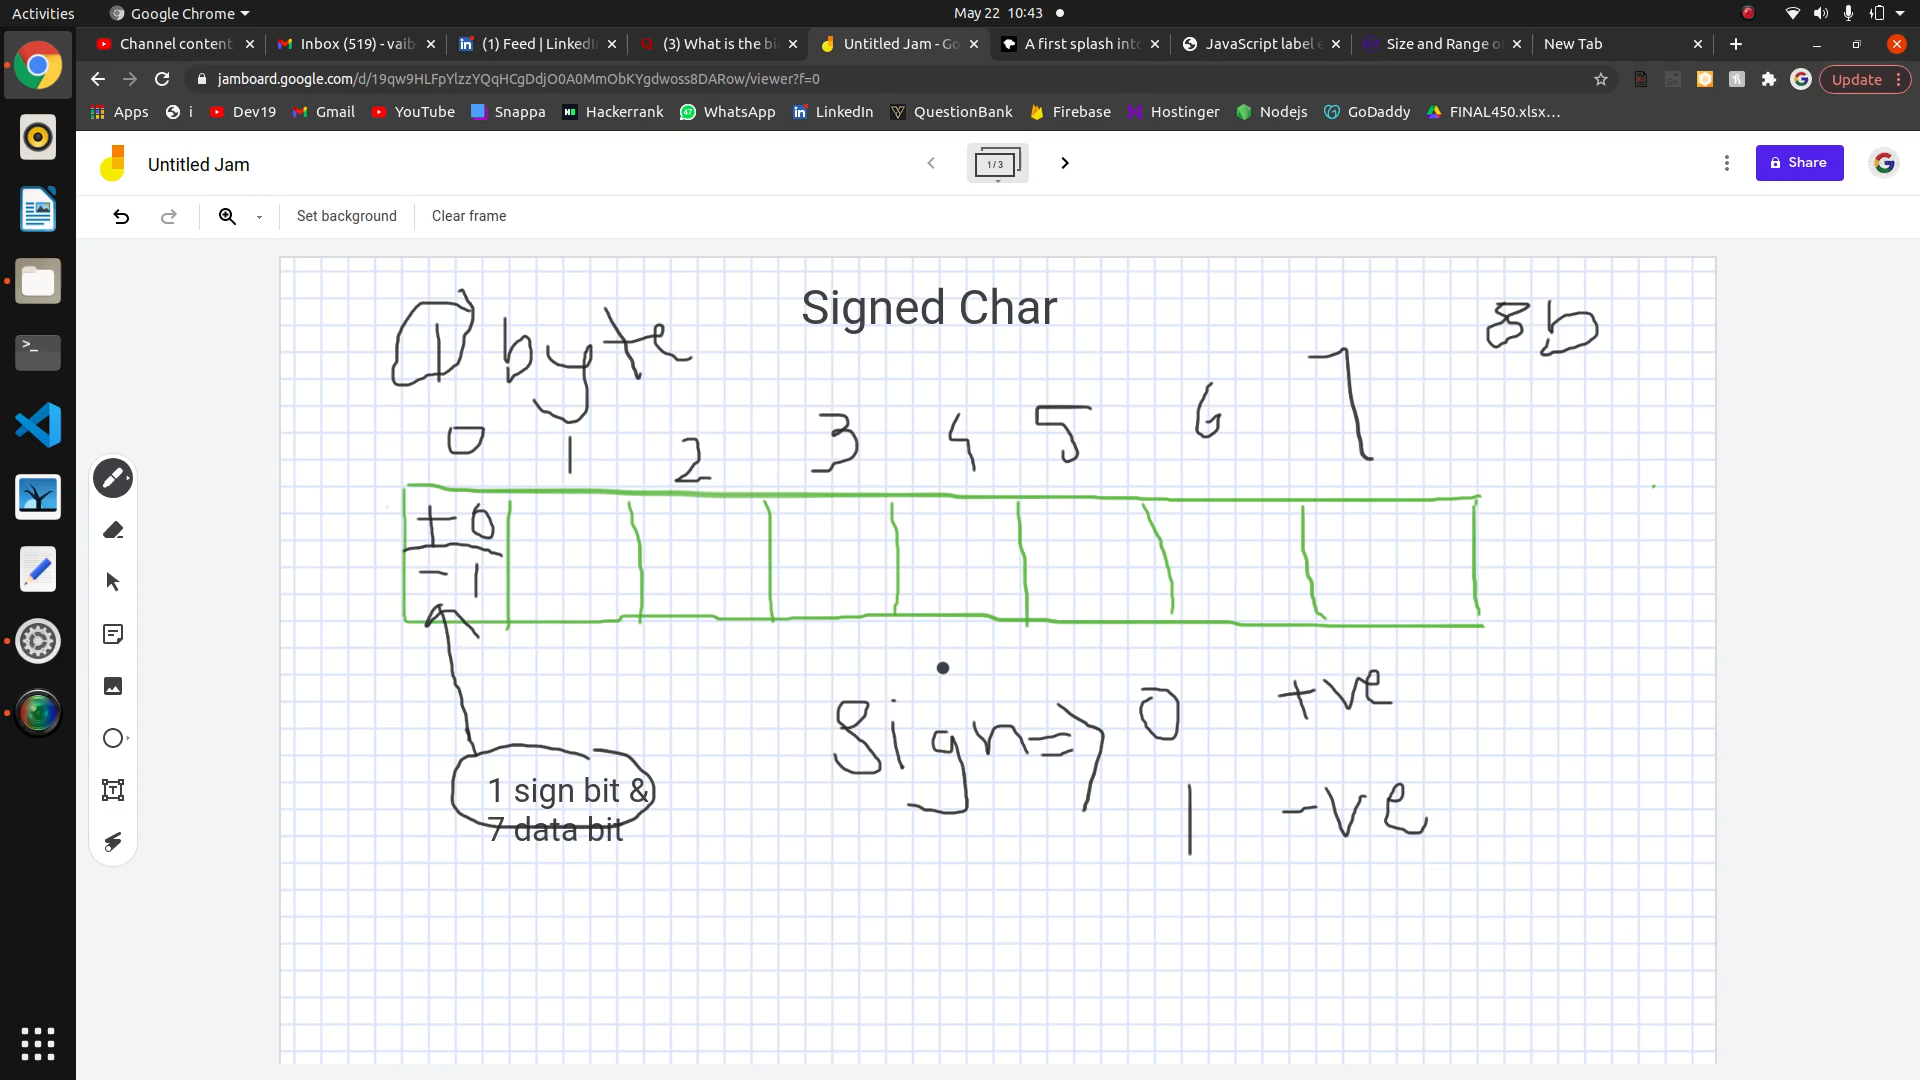 Activities
Google Chrome
May 22 10:43
Channel content
Inbox (519) - vaib
(1) Feed | LinkedI
(3) What is the bi
Untitled Jam - Go
A first splash into
JavaScript label e
Size and Range o
New Tab
jamboard.google.com/d/19qw9HLFpYlzzYQqHCgDdjO0A0MmObKYgdwoss8DARow/viewer?f=0
Update
Apps
i
Dev19
Gmail
YouTube
Snappa
Hackerrank
WhatsApp
LinkedIn
QuestionBank
Firebase
Hostinger
Nodejs
GoDaddy
FINAL450.xlsx...
Untitled Jam
1 / 3
Share
Set background
Clear frame
Signed Char
1 byte
8b
0 1 2 3 4 5 6 7
+ 0
- 1
Sign => 0 +ve
1 -ve
1 sign bit &
7 data bit